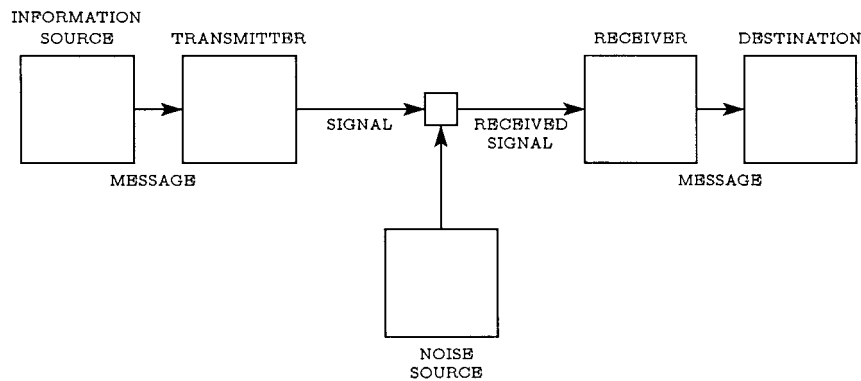 INFORMATION
SOURCE
TRANSMITTER
RECEIVER
DESTINATION
SIGNAL
RECEIVED
SIGNAL
MESSAGE
MESSAGE
NOISE
SOURCE